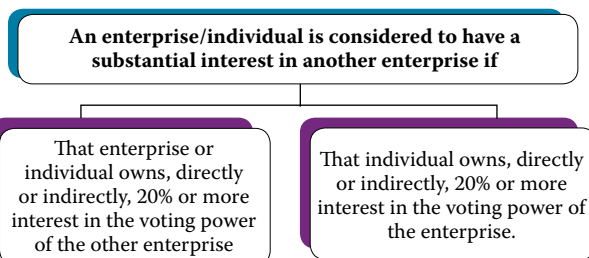 An enterprise/individual is considered to have a
substantial interest in another enterprise if
That enterprise or
individual owns, directly
or indirectly, 20% or more
interest in the voting power
of the other enterprise
That individual owns, directly
or indirectly, 20% or more
interest in the voting power of
the enterprise.